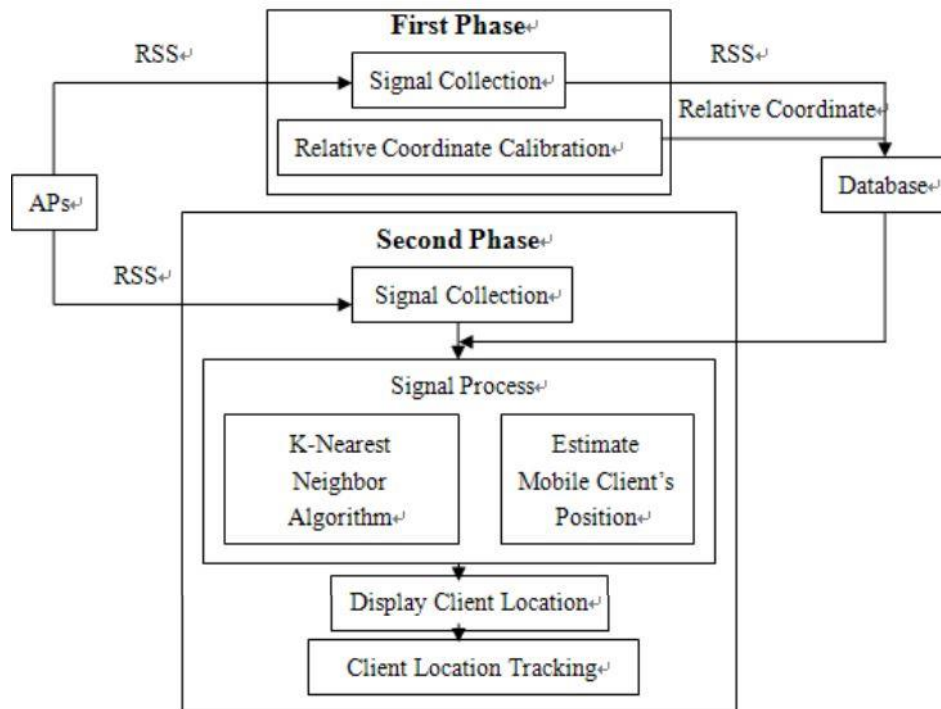 First Phase↵
RSS↵
RSS↵
Signal Collection↵
Relative Coordinate↵
Relative Coordinate Calibration↵
APs↵
Database↵
Second Phase↵
RSS↵
Signal Collection↵
Signal Process↵
K-Nearest
Neighbor
Algorithm↵
Estimate
Mobile Client's
Position↵
Display Client Location↵
Client Location Tracking↵